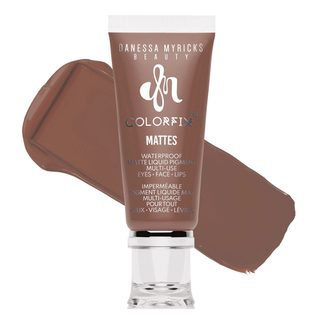 DANESSA MYRICKS
BEAUTY
COLORFIX
MATTES
WATERPROOF
MATTE LIQUID PIGMENT
MULTI-USE
EYES - FACE - LIPS
IMPERMÉABLE
PIGMENT LIQUIDE MAT
MULTI-USAGE
POUR TOUT
YEUX - VISAGE - LÈVRES